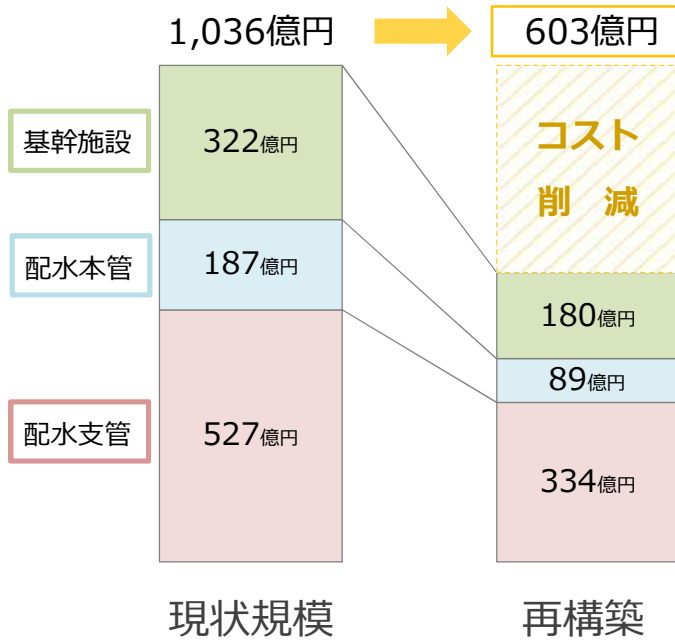 1,036億円
603億円
基幹施設
322億円
コスト
削 減
配水本管
187億円
180億円
89億円
配水支管
527億円
334億円
現状規模
再構築